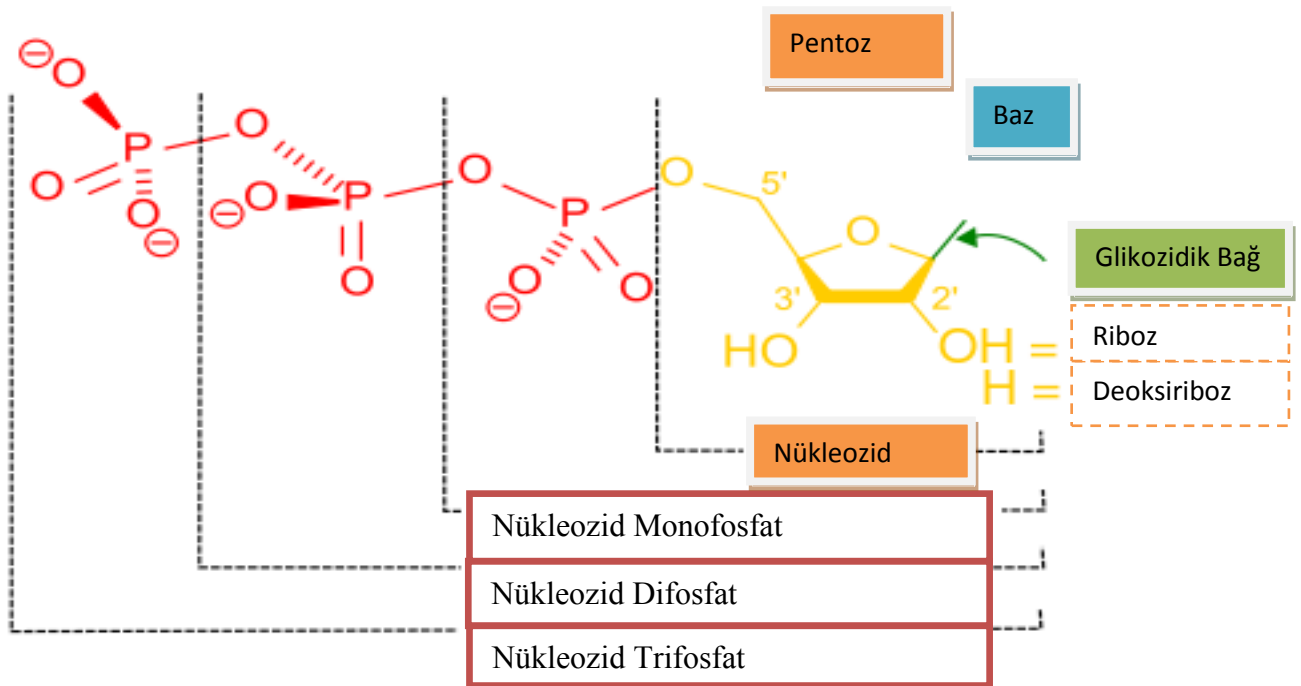 Pentoz
Baz
⊖O
O
O
O
5'
P
O
⊖O
P
P
O
Glikozidik Bağ
O
O⊖
O
O⊖
O
3'
2'
HO
OH =
Riboz
H =
Deoksiriboz
Nükleozid
Nükleozid Monofosfat
Nükleozid Difosfat
Nükleozid Trifosfat